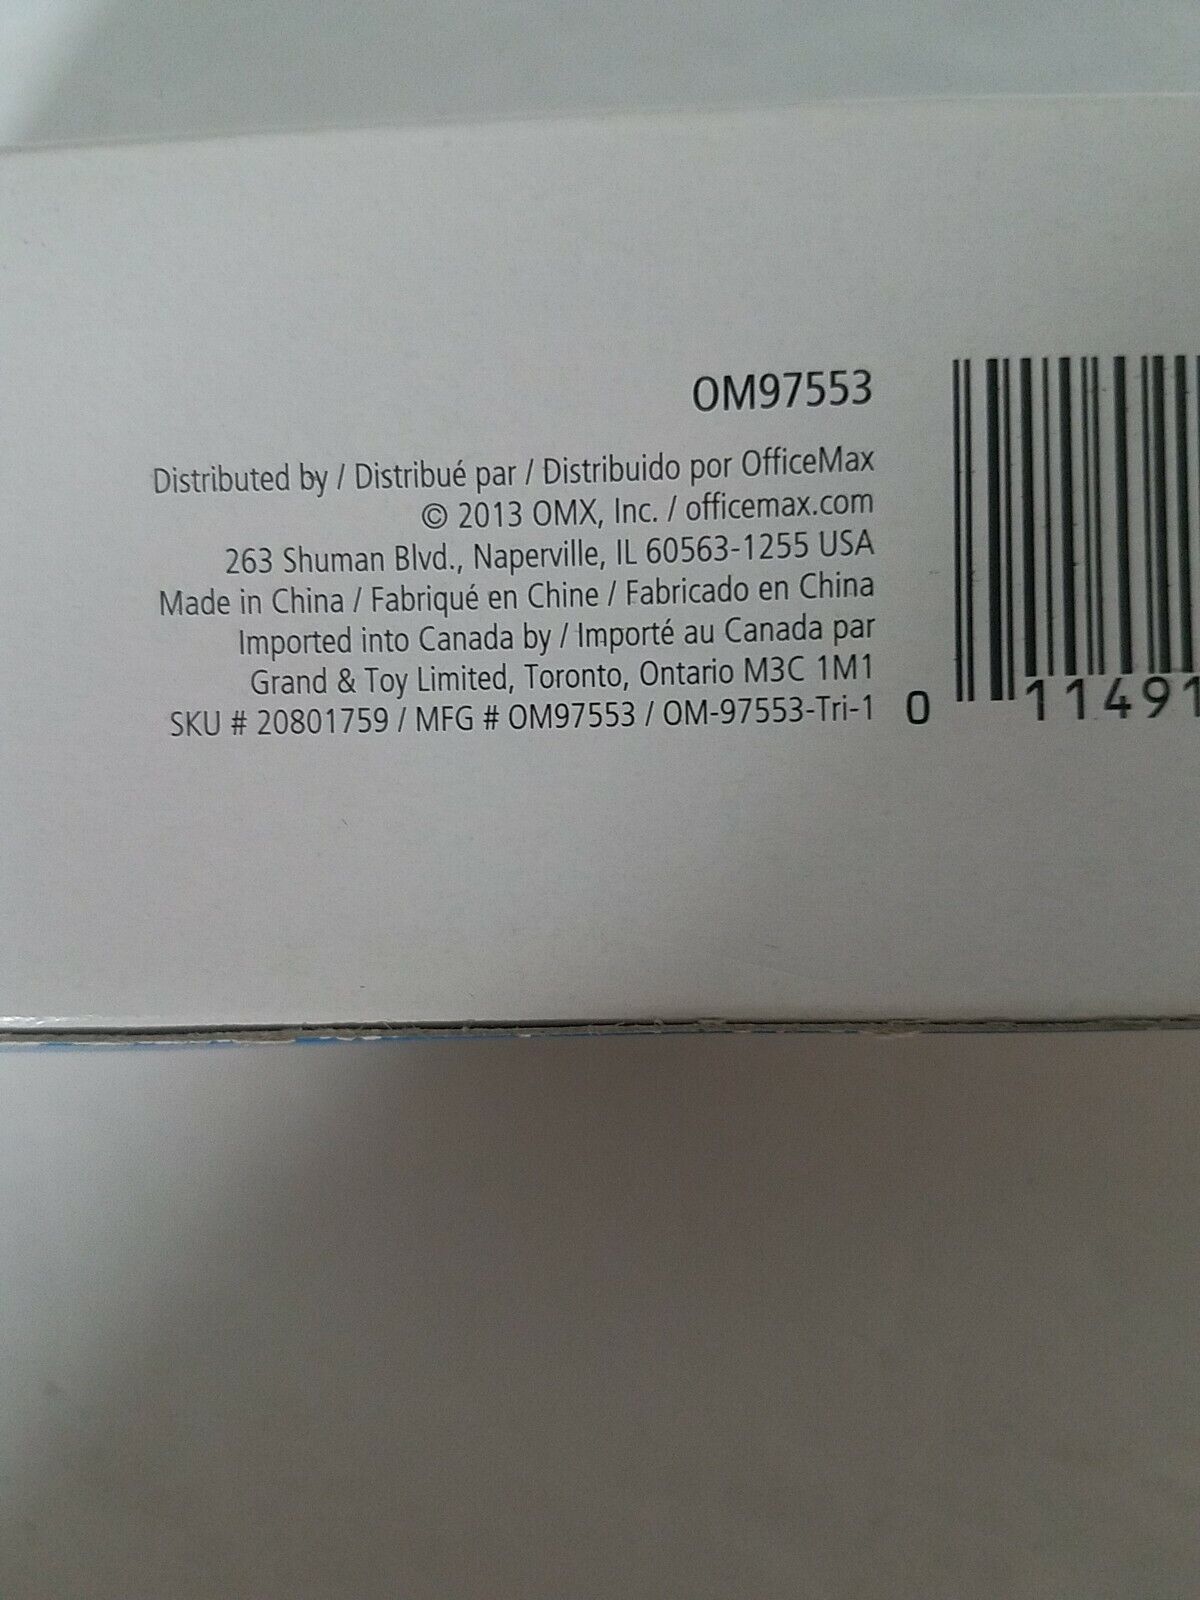 OM97553
Distributed by / Distribué par / Distribuido por OfficeMax
© 2013 OMX, Inc. / officemax.com
263 Shuman Blvd., Naperville, IL 60563-1255 USA
Made in China / Fabriqué en Chine / Fabricado en China
Imported into Canada by / Importé au Canada par
Grand & Toy Limited, Toronto, Ontario M3C 1M1
SKU # 20801759 / MFG # OM97553 / OM-97553-Tri-1
0 11491